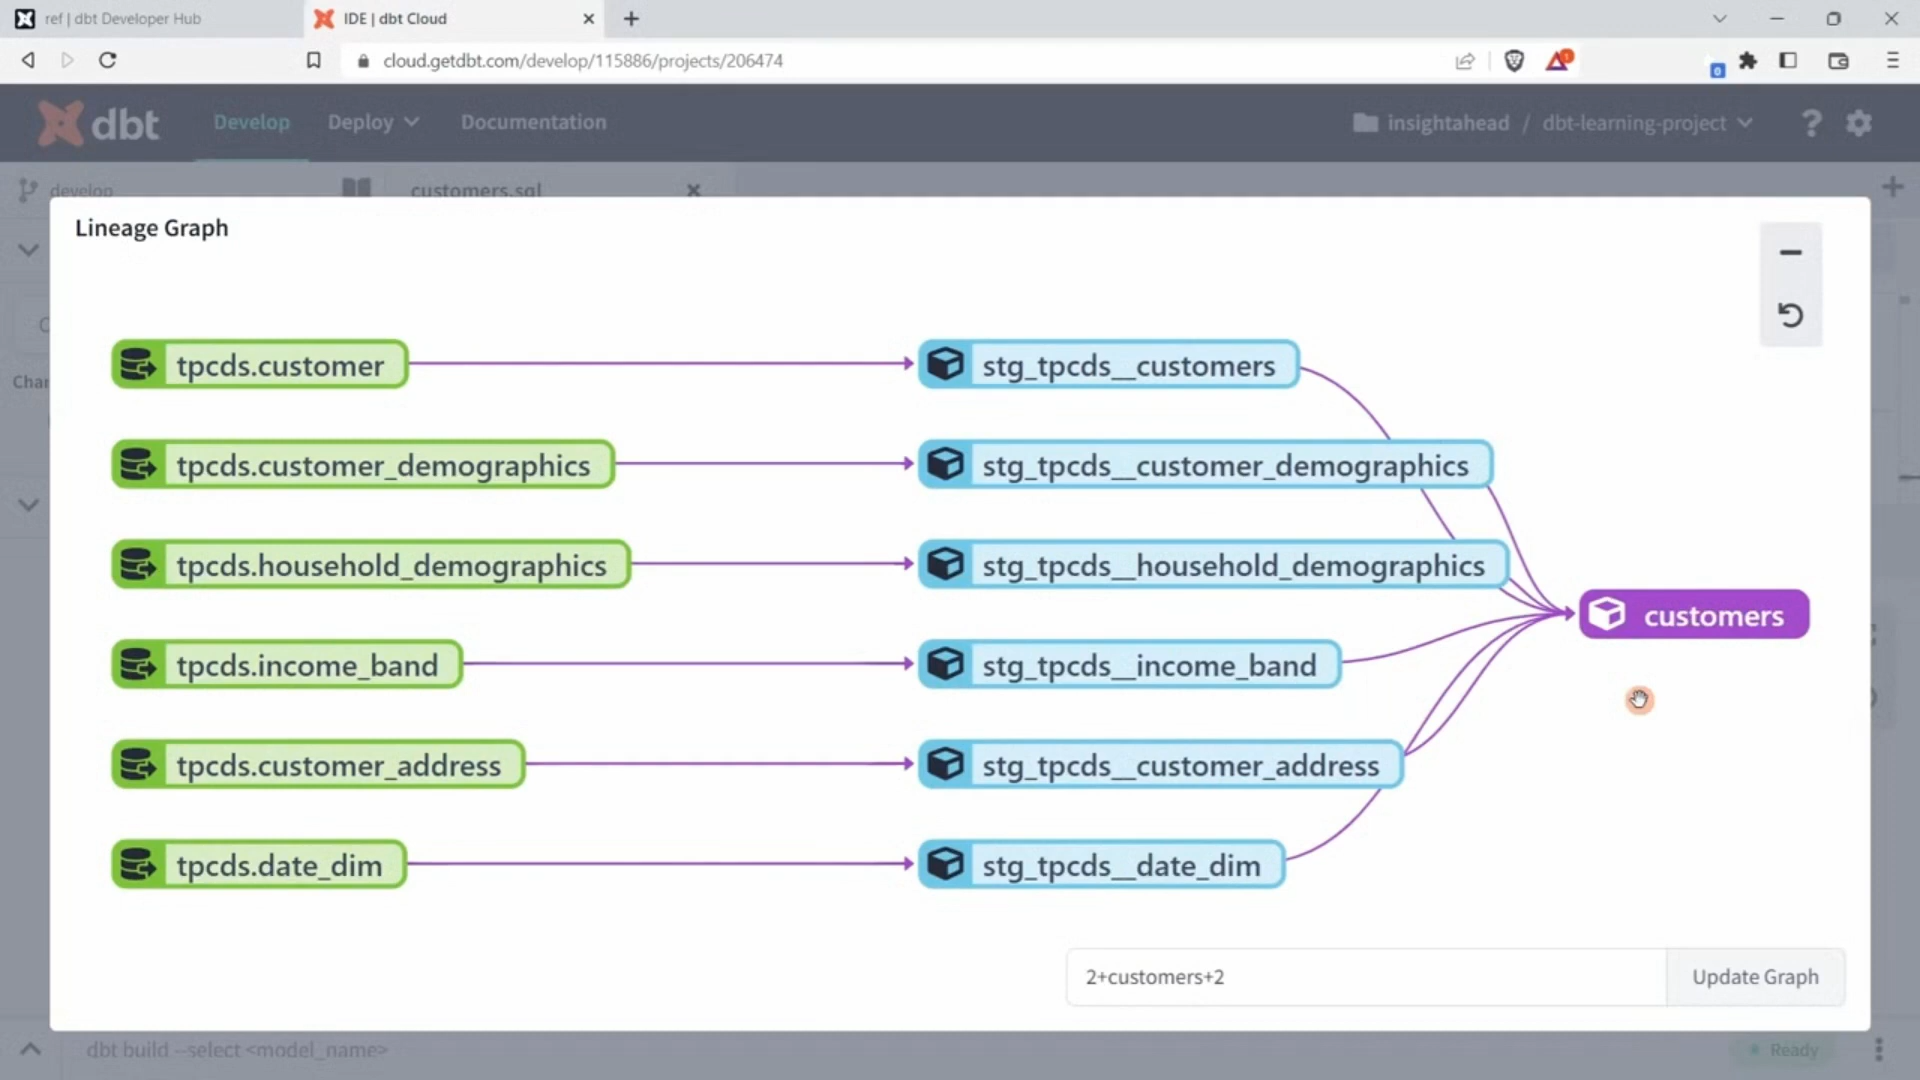 ref | dbt Developer Hub
IDE | dbt Cloud
cloud.getdbt.com/develop/115886/projects/206474
dbt
Develop
Deploy
Documentation
insightahead / dbt-learning-project
develop
customers.sql
Lineage Graph
tpcds.customer
stg_tpcds__customers
tpcds.customer_demographics
stg_tpcds__customer_demographics
tpcds.household_demographics
stg_tpcds__household_demographics
customers
tpcds.income_band
stg_tpcds__income_band
tpcds.customer_address
stg_tpcds__customer_address
tpcds.date_dim
stg_tpcds__date_dim
2+customers+2
Update Graph
dbt build --select <model_name>
Ready